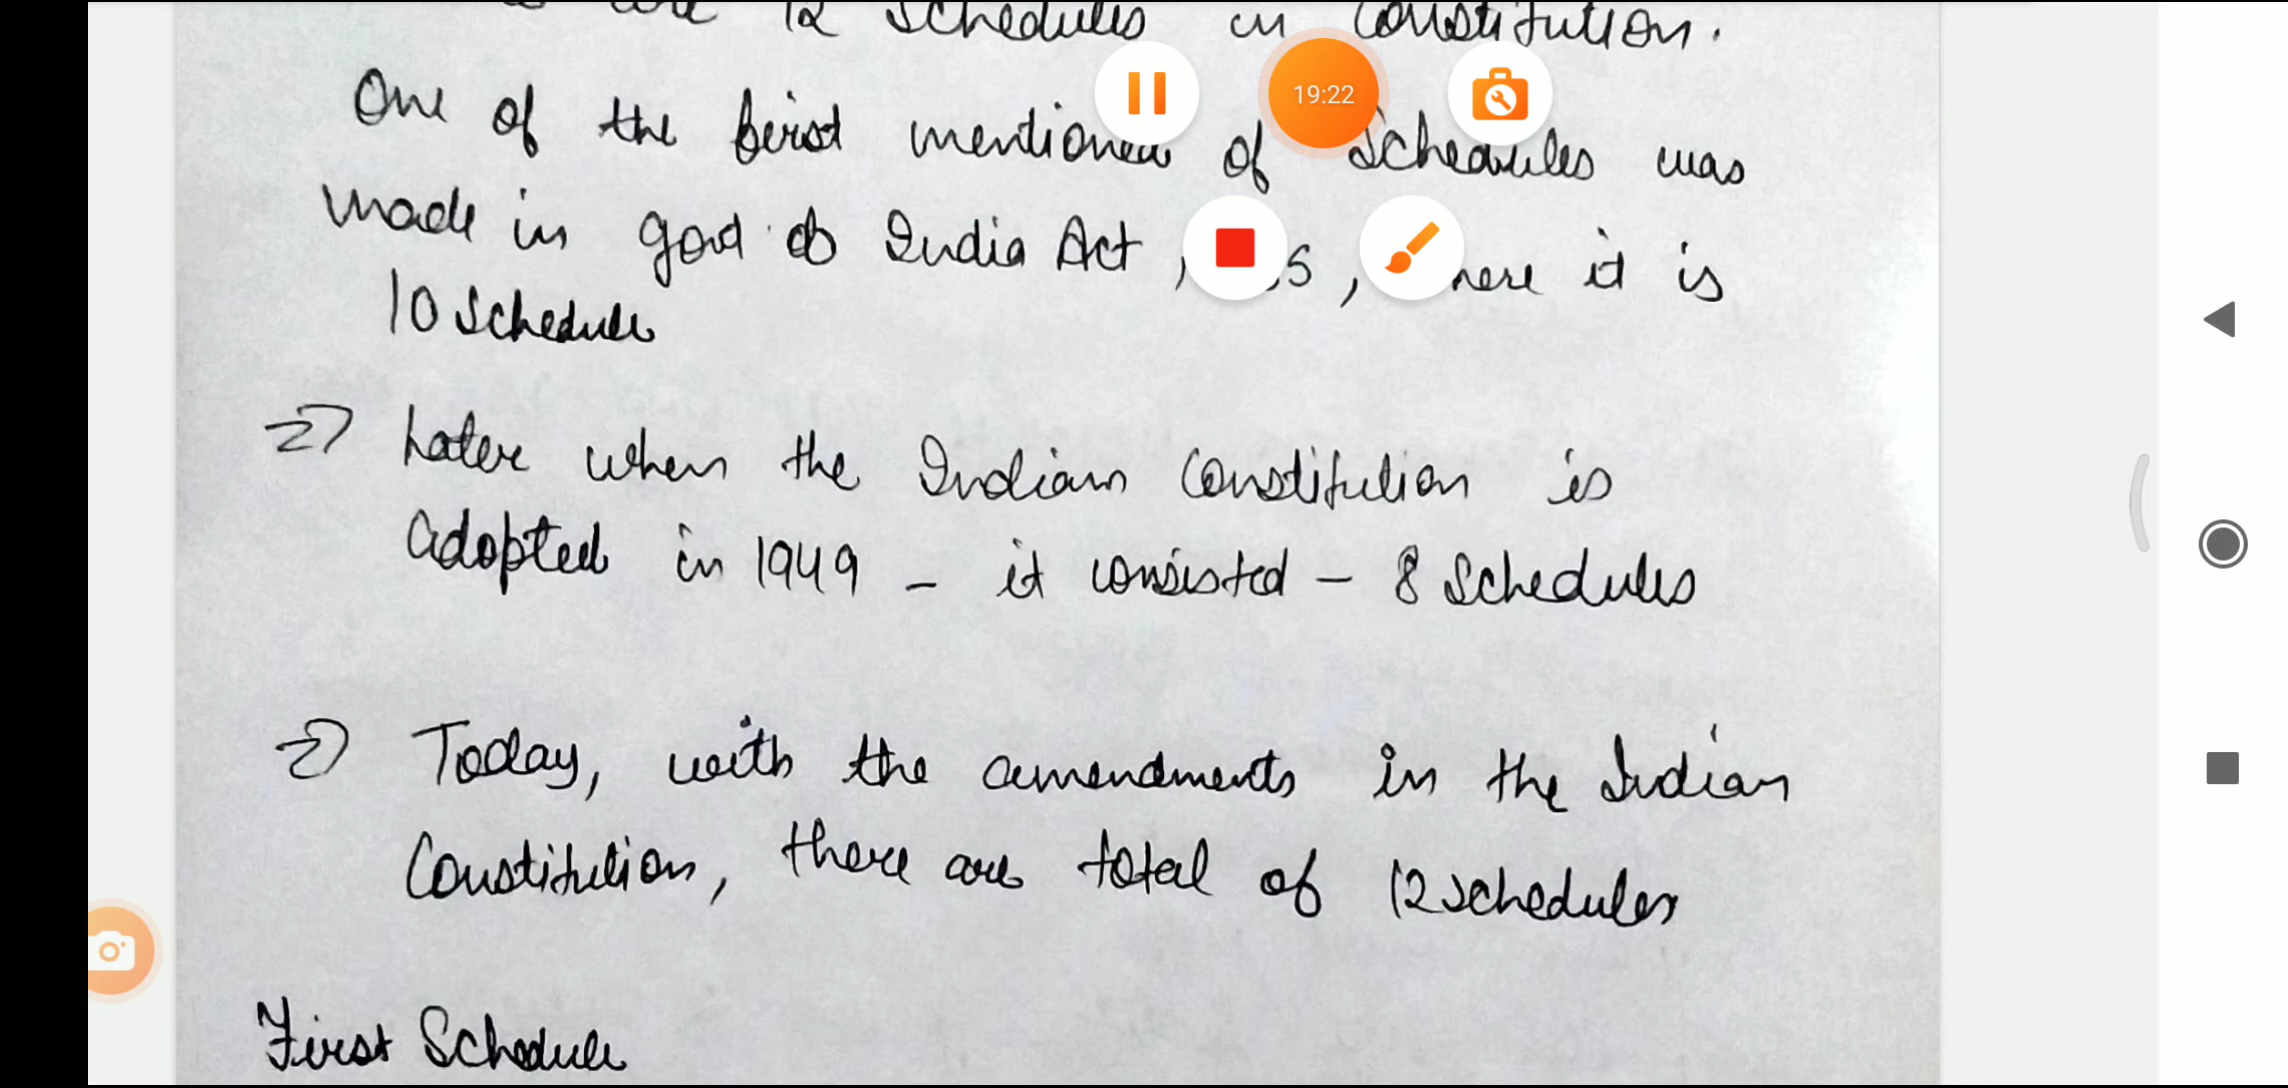 12 Schedules in Constitution.
One of the first mentioned of Schedules was
made in govt of India Act, 5, here it is
10 Schedule
=> Later when the Indian Constitution is
adopted in 1949 - it consisted - 8 Schedules
=> Today, with the amendments in the Indian
Constitution, there are total of 12 schedules
First Schedule
19:22